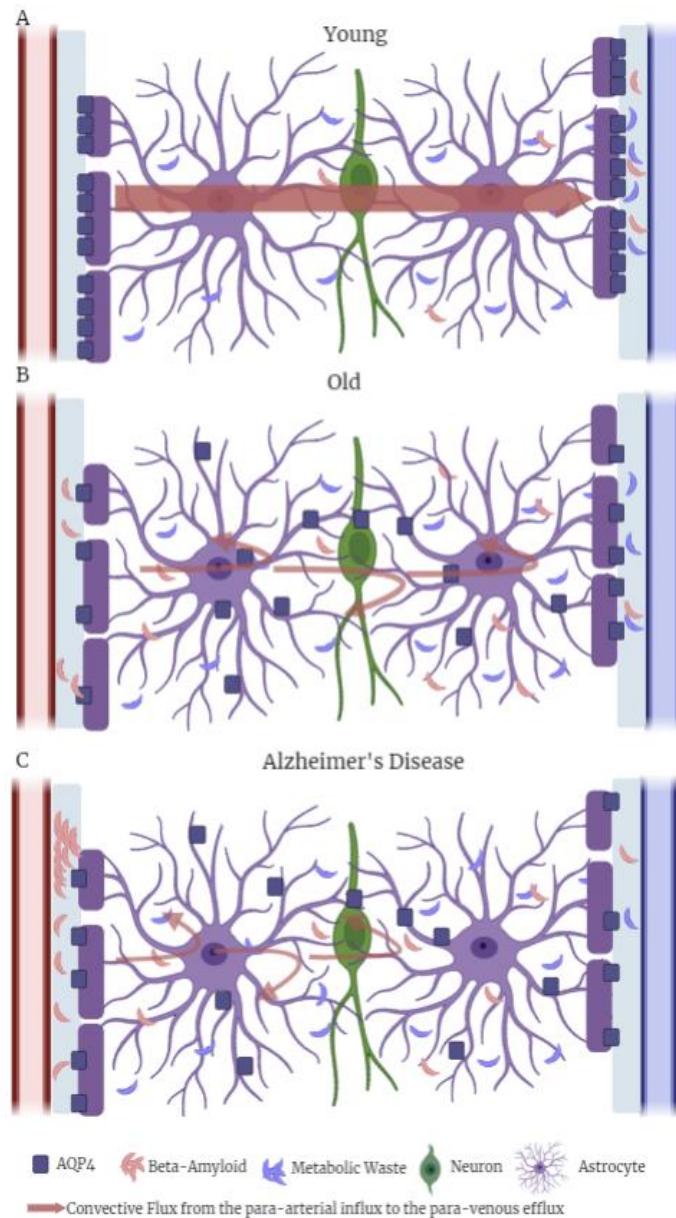 A
Young
B
Old
C
Alzheimer's Disease
AQP4 Beta-Amyloid Metabolic Waste Neuron Astrocyte
Convective Flux from the para-arterial influx to the para-venous efflux